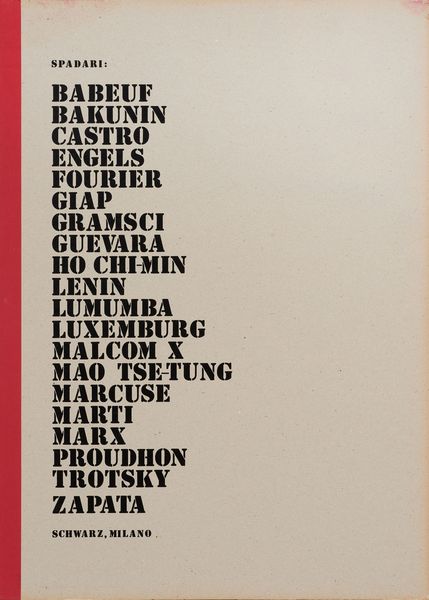 SPADARI:
BABEUF
BAKUNIN
CASTRO
ENGELS
FOURIER
GIAP
GRAMSCI
GUEVARA
HO CHI-MIN
LENIN
LUMUMBA
LUXEMBURG
MALCOM X
MAO TSE-TUNG
MARCUSE
MARTI
MARX
PROUDHON
TROTSKY
ZAPATA
SCHWARZ, MILANO